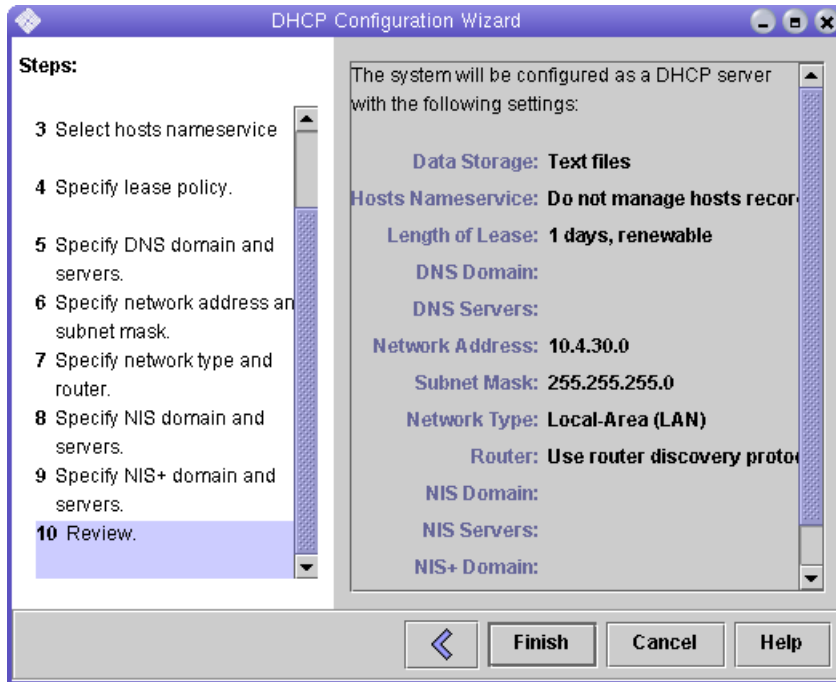 DHCP Configuration Wizard
Steps:
3 Select hosts nameservice
4 Specify lease policy.
5 Specify DNS domain and
servers.
6 Specify network address an
subnet mask.
7 Specify network type and
router.
8 Specify NIS domain and
servers.
9 Specify NIS+ domain and
servers.
10 Review.
The system will be configured as a DHCP server
with the following settings:
Data Storage: Text files
Hosts Nameservice: Do not manage hosts recor
Length of Lease: 1 days, renewable
DNS Domain:
DNS Servers:
Network Address: 10.4.30.0
Subnet Mask: 255.255.255.0
Network Type: Local-Area (LAN)
Router: Use router discovery proto
NIS Domain:
NIS Servers:
NIS+ Domain:
Finish
Cancel
Help